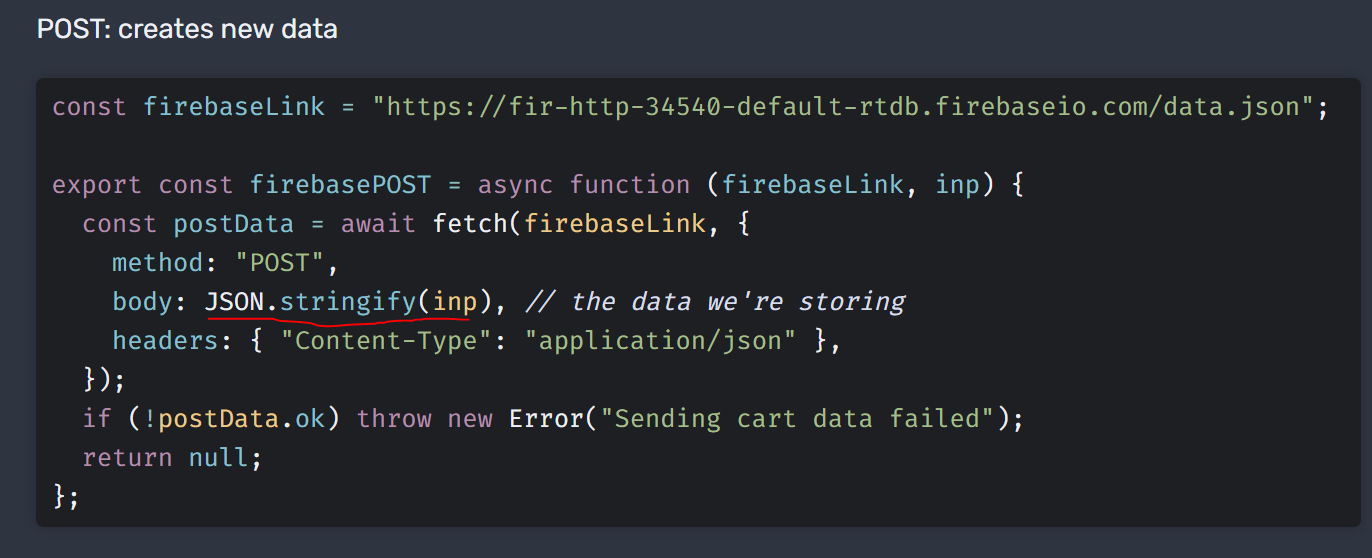 POST: creates new data
const firebaseLink = "https://fir-http-34540-default-rtdb.firebaseio.com/data.json";
export const firebasePOST = async function (firebaseLink, inp) {
const postData = await fetch(firebaseLink, {
method: "POST",
body: JSON.stringify(inp), // the data we're storing
headers: { "Content-Type": "application/json" },
});
if (!postData.ok) throw new Error("Sending cart data failed");
return null;
};